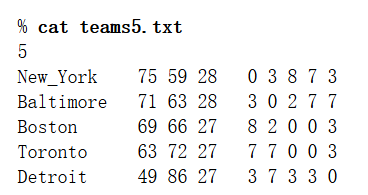 % cat teams5.txt
5
New_York 75 59 28 0 3 8 7 3
Baltimore 71 63 28 3 0 2 7 7
Boston 69 66 27 8 2 0 0 3
Toronto 63 72 27 7 7 0 0 3
Detroit 49 86 27 3 7 3 3 0